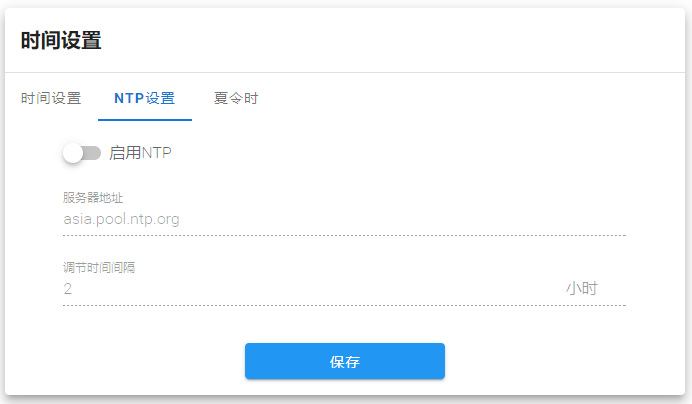 时间设置
时间设置 NTP设置 夏令时
启用NTP
服务器地址
asia.pool.ntp.org
调节时间间隔
2 小时
保存